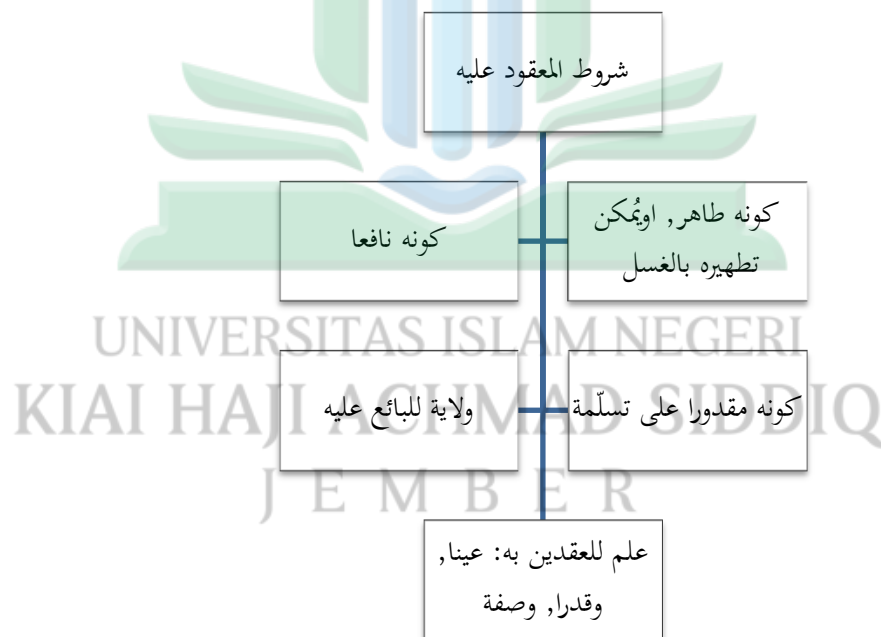 شروط المعقود عليه
كونه طاهر, اويُمكن
تطهيره بالغسل
كونه نافعا
كونه مقدورا على تسلّمة
ولاية للبائع عليه
علم للعقدين به: عينا,
وقدرا, وصفة
UNIVERSITAS ISLAM NEGERI
KIAI HAJI ACHMAD SIDDIQ
JEMBER